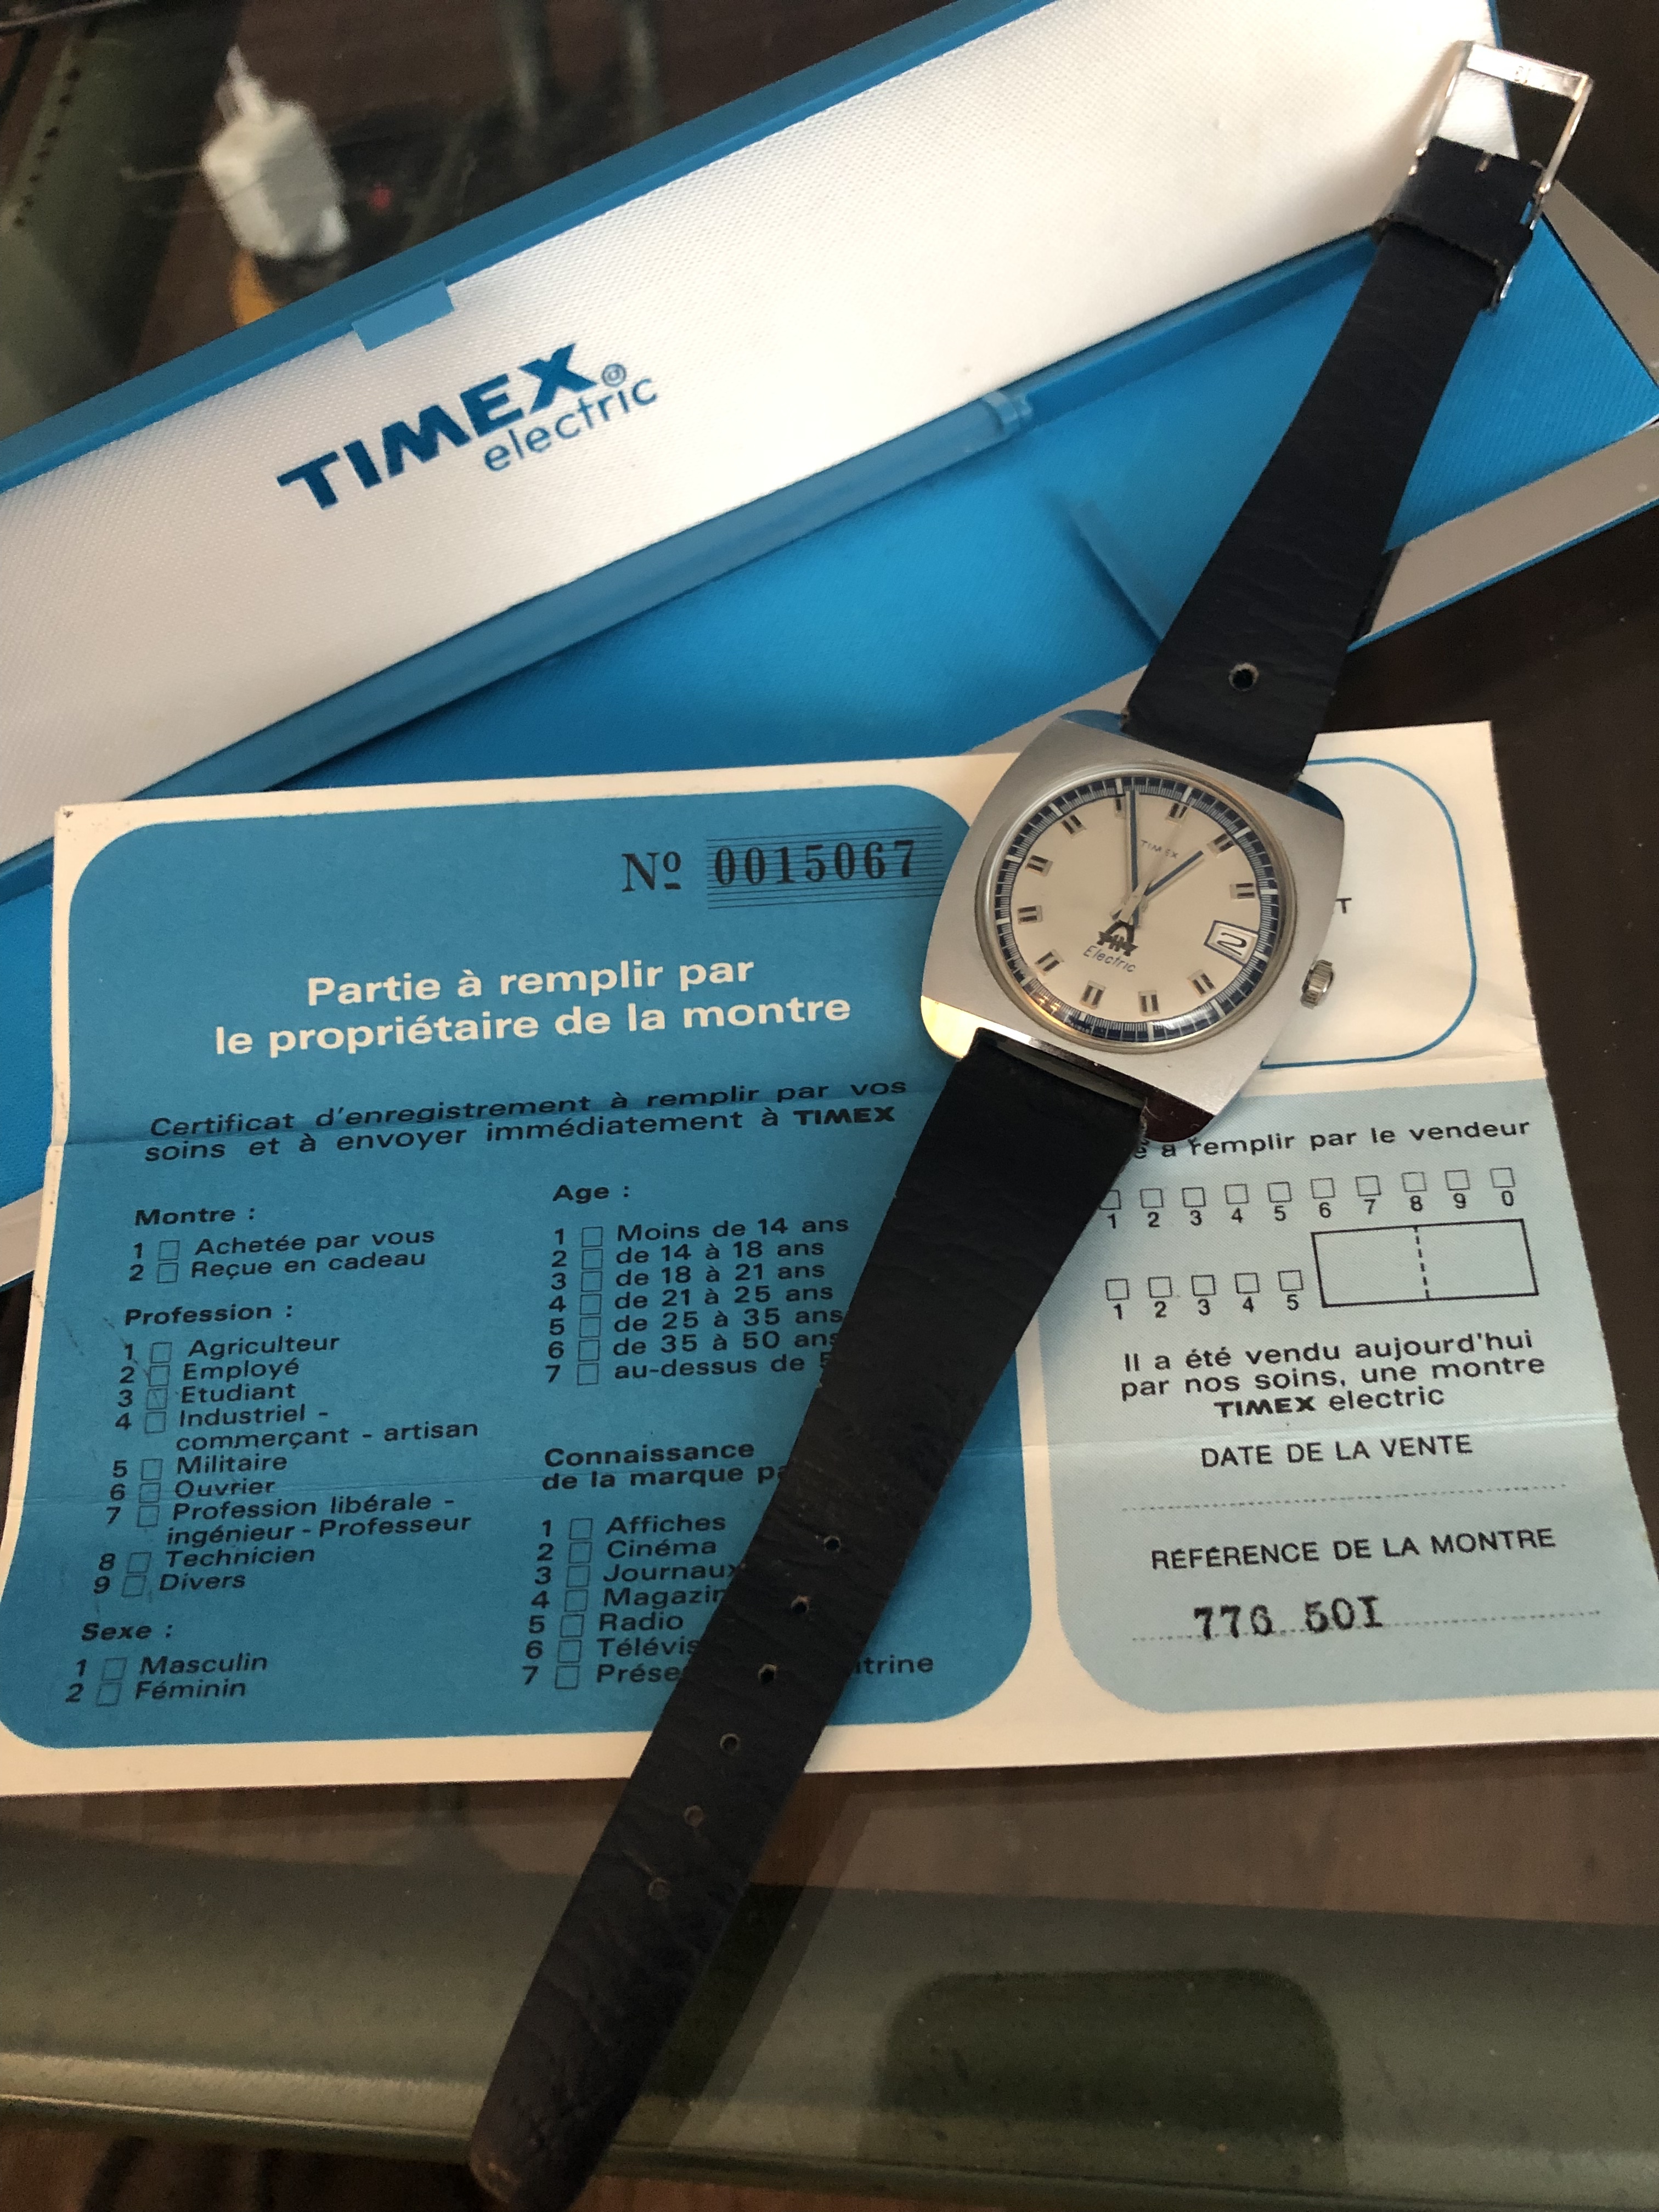 TIMEX®
electric
Nº 0015067
Partie à remplir par
le propriétaire de la montre
Certificat d'enregistrement à remplir par vos
soins et à envoyer immédiatement à TIMEX
Montre :
1 Achetée par vous
2 Reçue en cadeau
Profession :
1 Agriculteur
2 Employé
3 Etudiant
4 Industriel -
commerçant - artisan
5 Militaire
6 Ouvrier
7 Profession libérale -
ingénieur - Professeur
8 Technicien
9 Divers
Sexe :
1 Masculin
2 Féminin
Age :
1 Moins de 14 ans
2 de 14 à 18 ans
3 de 18 à 21 ans
4 de 21 à 25 ans
5 de 25 à 35 ans
6 de 35 à 50 ans
7 au-dessus de
Connaissance
de la marque
1 Affiches
2 Cinéma
3 Journaux
4 Magazin
5 Radio
6 Télévis
7 Prése trine
TIMEX
Electric
2
T
à remplir par le vendeur
1 2 3 4 5 6 7 8 9 0
1 2 3 4 5
Il a été vendu aujourd'hui
par nos soins, une montre
TIMEX electric
DATE DE LA VENTE
RÉFÉRENCE DE LA MONTRE
776 50I